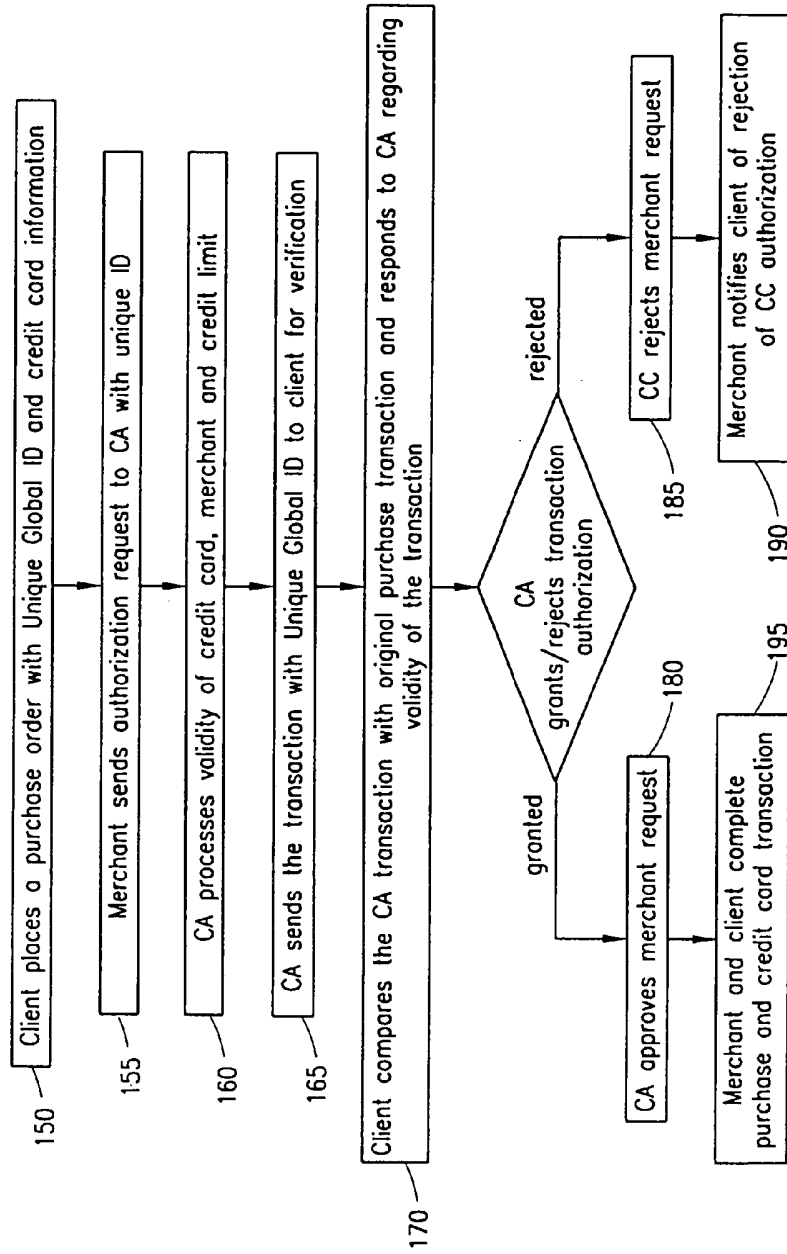 Client places a purchase order with Unique Global ID and credit card information
150
Merchant sends authorization request to CA with unique ID
155
CA processes validity of credit card, merchant and credit limit
160
CA sends the transaction with Unique Global ID to client for verification
165
Client compares the CA transaction with original purchase transaction and responds to CA regarding
validity of the transaction
170
CA
grants/rejects transaction
authorization
granted
rejected
CA approves merchant request
180
CC rejects merchant request
185
Merchant and client complete
purchase and credit card transaction
195
Merchant notifies client of rejection
of CC authorization
190